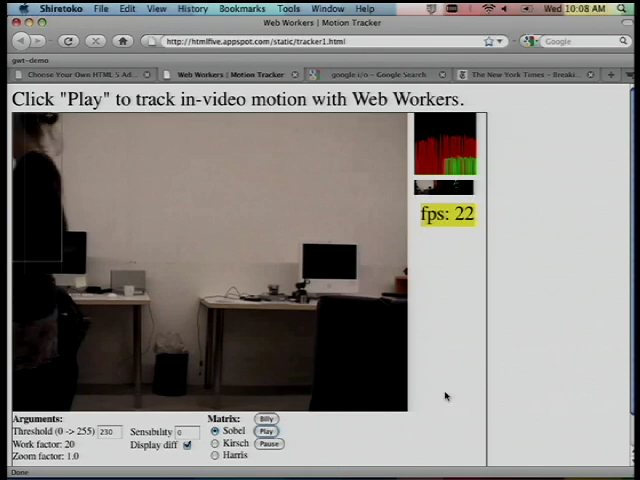 Shiretoko File Edit View History Bookmarks Tools Window Help Wed 10:08 AM
Web Workers | Motion Tracker
http://htmlfive.appspot.com/static/tracker1.html
Google
gwt-demo
Choose Your Own HTML 5 Ad...
Web Workers | Motion Tracker
google i/o - Google Search
The New York Times - Breaki...
Click "Play" to track in-video motion with Web Workers.
fps: 22
Arguments:
Threshold (0 -> 255) 230
Work factor: 20
Zoom factor: 1.0
Sensibility 0
Display diff
Matrix:
Sobel
Kirsch
Harris
Billy
Play
Pause
Done